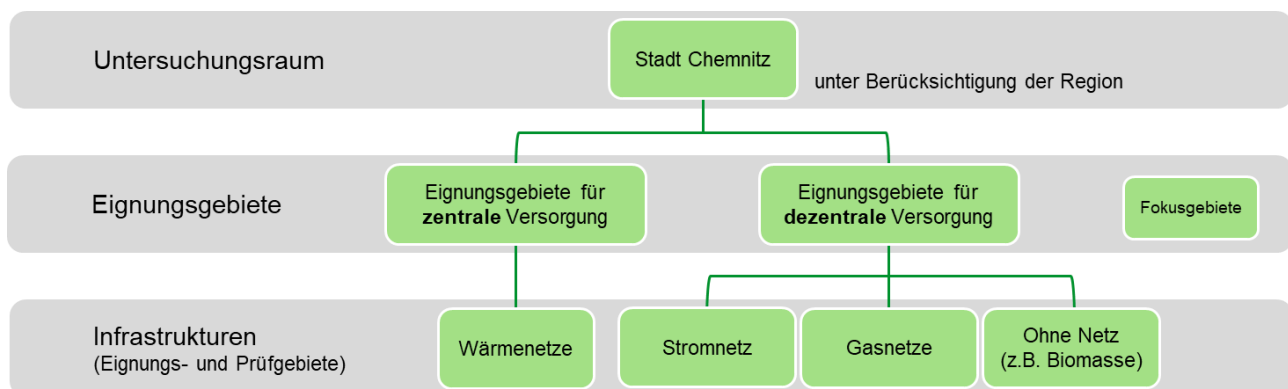 Untersuchungsraum
Stadt Chemnitz
unter Berücksichtigung der Region
Eignungsgebiete
Eignungsgebiete für
zentrale Versorgung
Eignungsgebiete für
dezentrale Versorgung
Fokusgebiete
Infrastrukturen
(Eignungs- und Prüfgebiete)
Wärmenetze
Stromnetz
Gasnetze
Ohne Netz
(z.B. Biomasse)